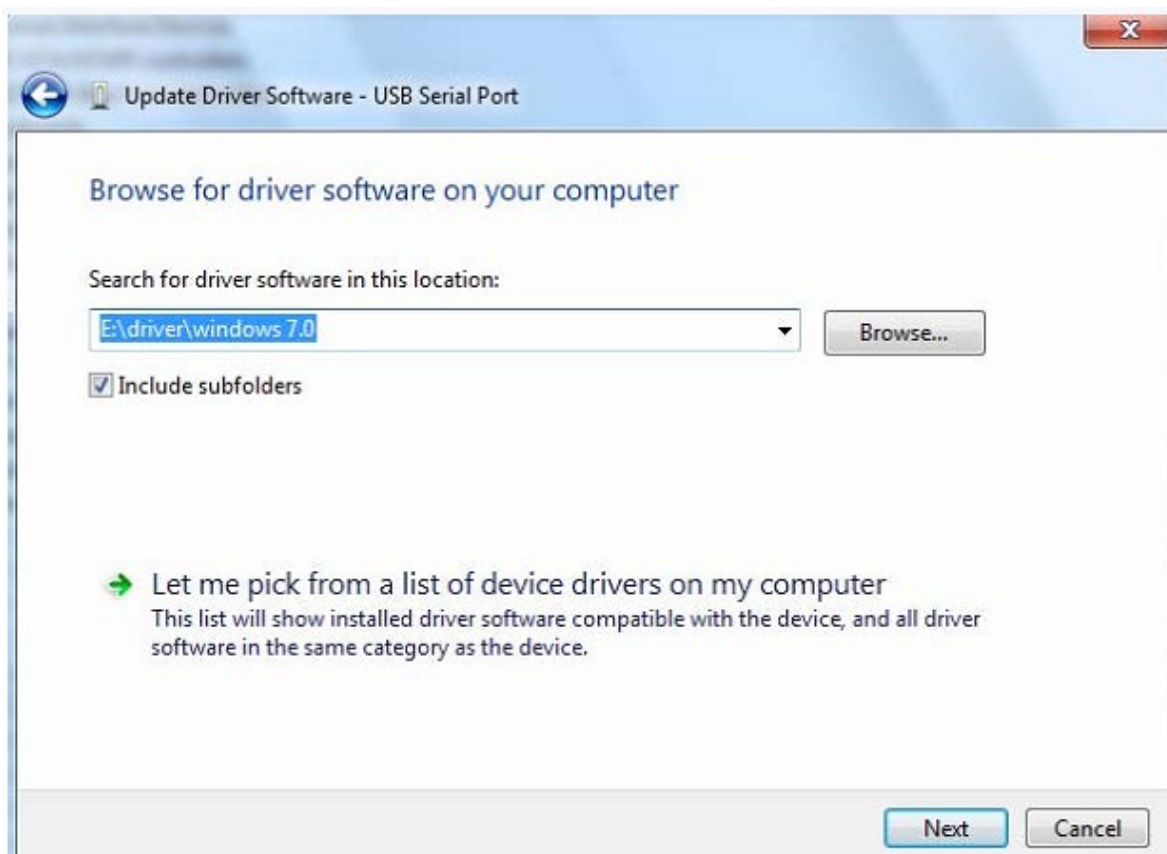 Update Driver Software - USB Serial Port
Browse for driver software on your computer
Search for driver software in this location:
E:\driver\windows 7.0
Browse...
Include subfolders
Let me pick from a list of device drivers on my computer
This list will show installed driver software compatible with the device, and all driver
software in the same category as the device.
Next
Cancel